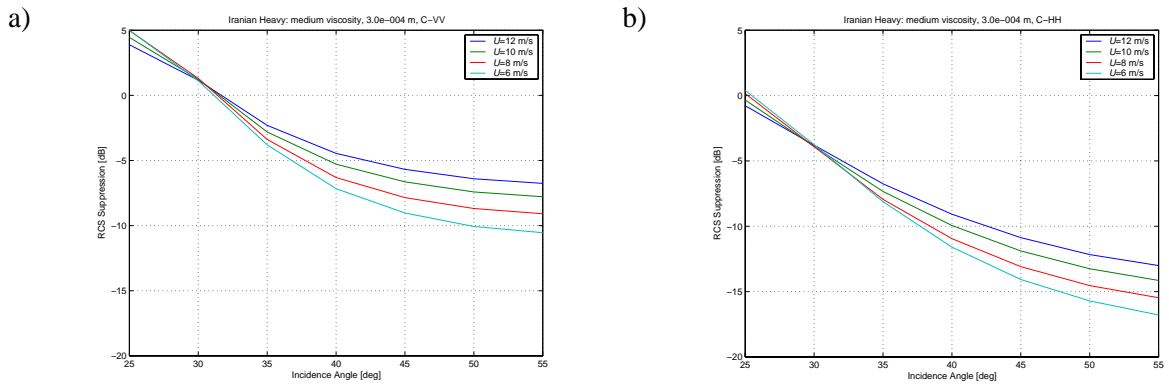 a)
Iranian Heavy: medium viscosity, 3.0e−004 m, C−VV
5
0
−5
−10
−15
−20
RCS Suppression [dB]
U=12 m/s
U=10 m/s
U=8 m/s
U=6 m/s
25 30 35 40 45 50 55
Incidence Angle [deg]
b)
Iranian Heavy: medium viscosity, 3.0e−004 m, C−HH
5
0
−5
−10
−15
−20
RCS Suppression [dB]
U=12 m/s
U=10 m/s
U=8 m/s
U=6 m/s
25 30 35 40 45 50 55
Incidence Angle [deg]